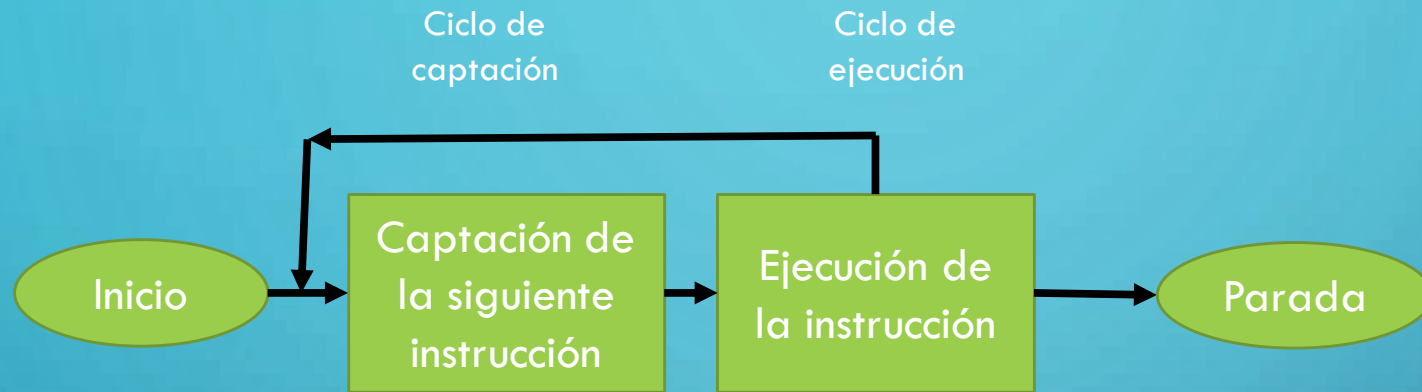 Ciclo de
captación
Ciclo de
ejecución
Inicio
Captación de
la siguiente
instrucción
Ejecución de
la instrucción
Parada